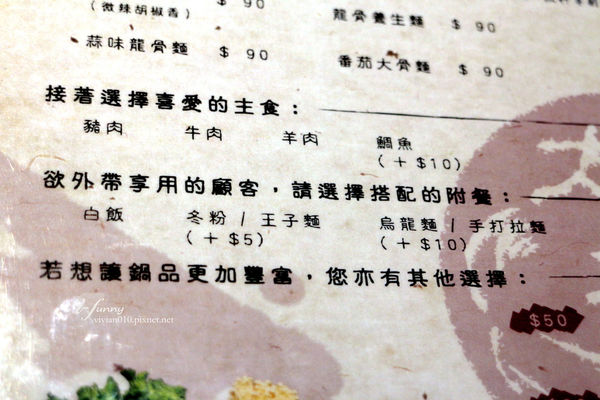 $ 90
(微辣胡椒香)
龍骨養生麵 $ 90
蒜味龍骨麵 $ 90
番茄大骨麵 $ 90
接著選擇喜愛的主食：
豬肉 牛肉 羊肉 鯛魚
(+$10)
欲外帶享用的顧客，請選擇搭配的附餐：
白飯 冬粉 / 王子麵 烏龍麵 / 手打拉麵
(+$5) (+$10)
若想讓鍋品更加豐富，您亦有其他選擇：
funny
vivian010.pixnet.net
$50